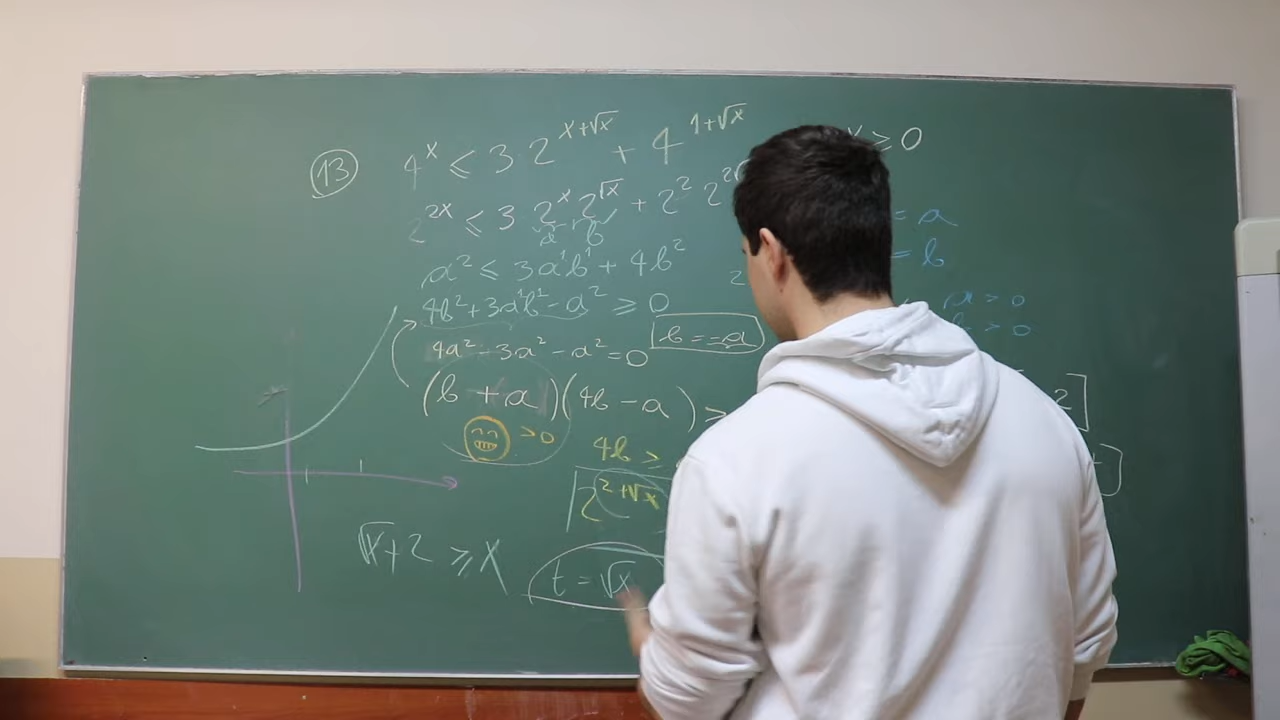 13 4^x ≤ 3 2^{x+√x} + 4^{1+√x} x ≥ 0
2^{2x} ≤ 3 2^x 2^{√x} + 2^2 2^2
a b
= a
a^2 ≤ 3a^1b^1 + 4b^2
= b
4b^2 + 3a^1b^1 - a^2 ≥ 0
a > 0
b > 0
4a^2 - 3a^2 - a^2 = 0
b = -a
(b + a)(4b - a) ≥
> 0
4b ≥
2^{2+√x}
√x + 2 ≥ x
t = √x